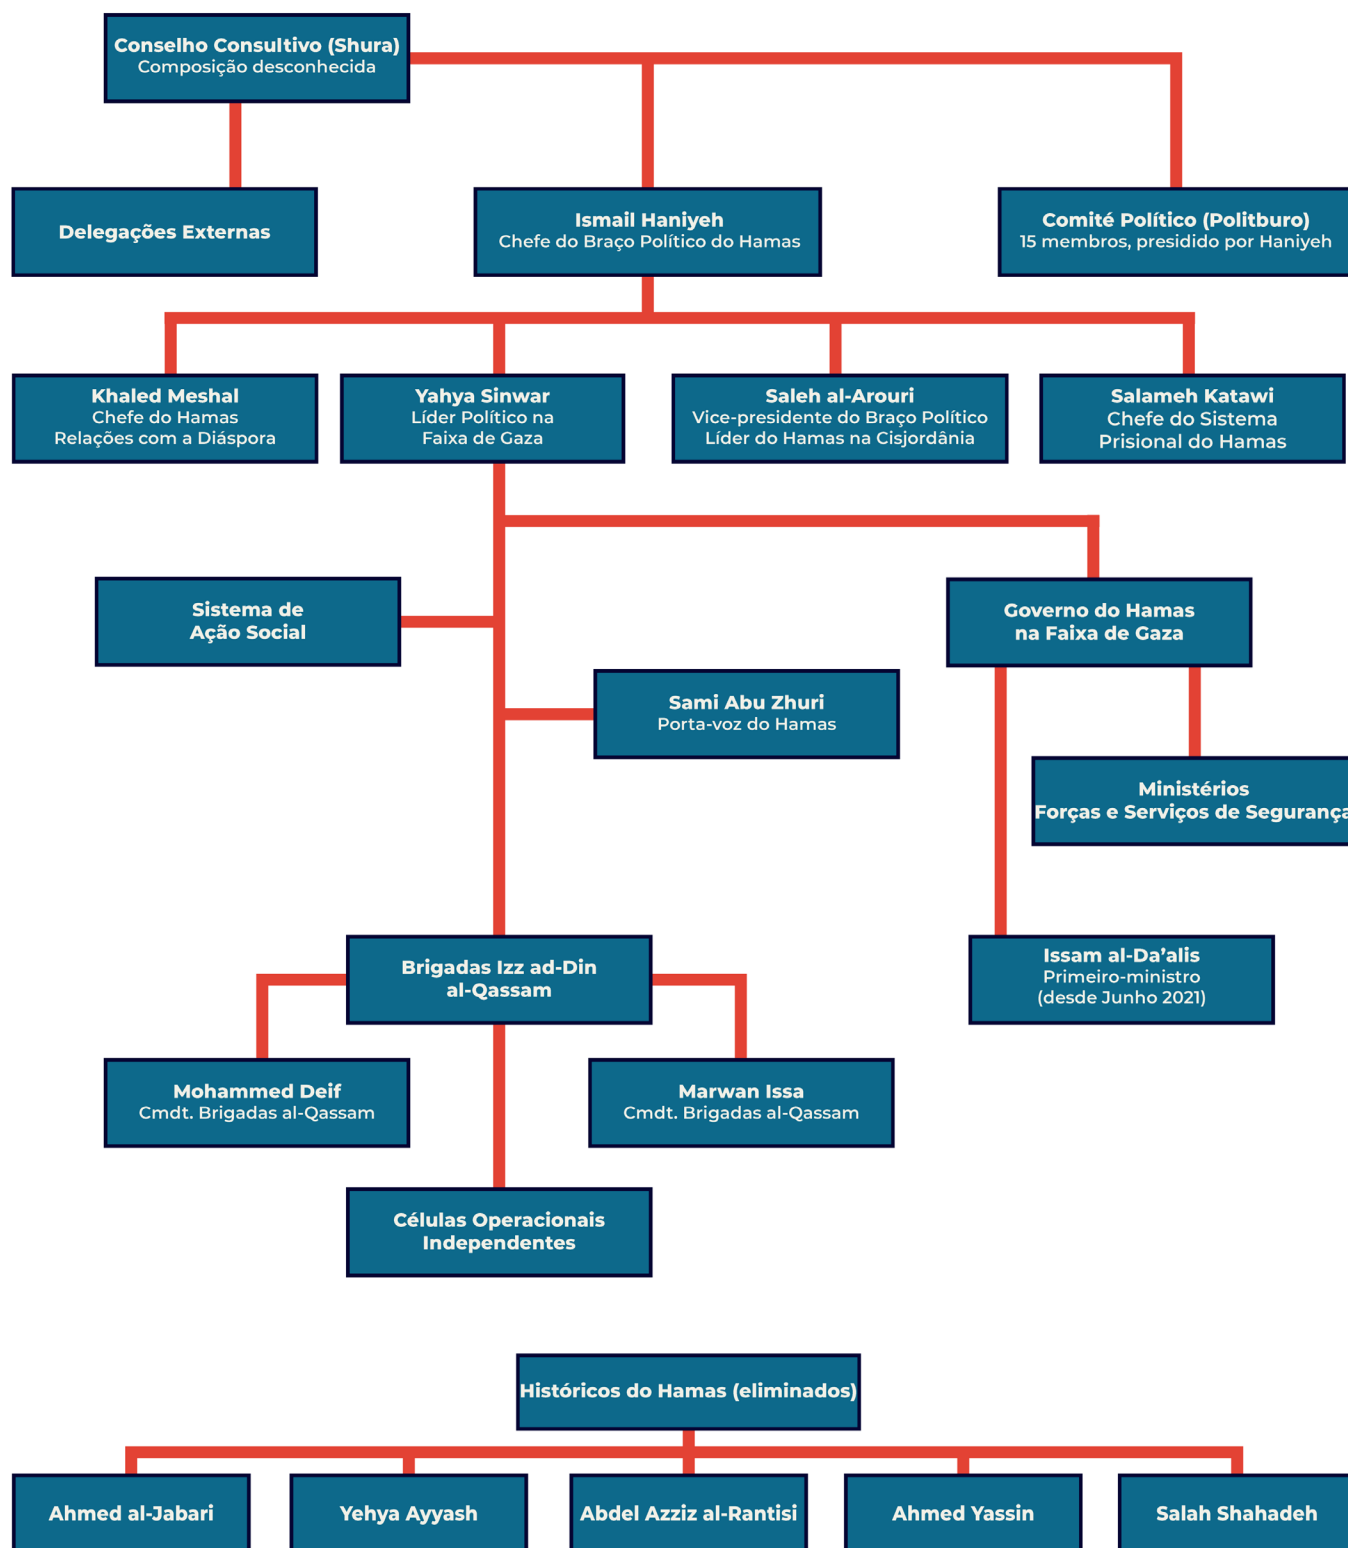 Conselho Consultivo (Shura)
Composição desconhecida
Delegações Externas
Ismail Haniyeh
Chefe do Braço Político do Hamas
Comité Político (Politburo)
15 membros, presidido por Haniyeh
Khaled Meshal
Chefe do Hamas
Relações com a Diáspora
Yahya Sinwar
Líder Político na
Faixa de Gaza
Saleh al-Arouri
Vice-presidente do Braço Político
Líder do Hamas na Cisjordânia
Salameh Katawi
Chefe do Sistema
Prisional do Hamas
Sistema de
Ação Social
Governo do Hamas
na Faixa de Gaza
Sami Abu Zhuri
Porta-voz do Hamas
Ministérios
Forças e Serviços de Segurança
Brigadas Izz ad-Din
al-Qassam
Issam al-Da’alis
Primeiro-ministro
(desde Junho 2021)
Mohammed Deif
Cmdt. Brigadas al-Qassam
Marwan Issa
Cmdt. Brigadas al-Qassam
Células Operacionais
Independentes
Históricos do Hamas (eliminados)
Ahmed al-Jabari
Yehya Ayyash
Abdel Azziz al-Rantisi
Ahmed Yassin
Salah Shahadeh